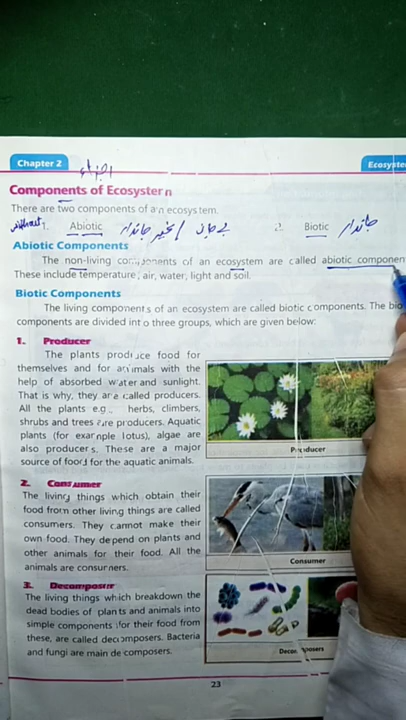 Chapter 2
Ecosyste
اجزاء
Components of Ecosystem
There are two components of an ecosystem.
without 1. Abiotic بے جان / غیر جاندار 2. Biotic جاندار
Abiotic Components
The non-living components of an ecosystem are called abiotic componen
These include temperature, air, water, light and soil.
Biotic Components
The living components of an ecosystem are called biotic components. The bio
components are divided into three groups, which are given below:
1. Producer
The plants produce food for
themselves and for animals with the
help of absorbed water and sunlight.
That is why, they are called producers.
All the plants e.g., herbs, climbers,
shrubs and trees are producers. Aquatic
plants (for example lotus), algae are
also producers. These are a major
source of food for the aquatic animals.
Producer
2. Consumer
The living things which obtain their
food from other living things are called
consumers. They cannot make their
own food. They depend on plants and
other animals for their food. All the
animals are consumers.
Consumer
3. Decomposer
The living things which breakdown the
dead bodies of plants and animals into
simple components for their food from
these, are called decomposers. Bacteria
and fungi are main decomposers.
Decomposers
23